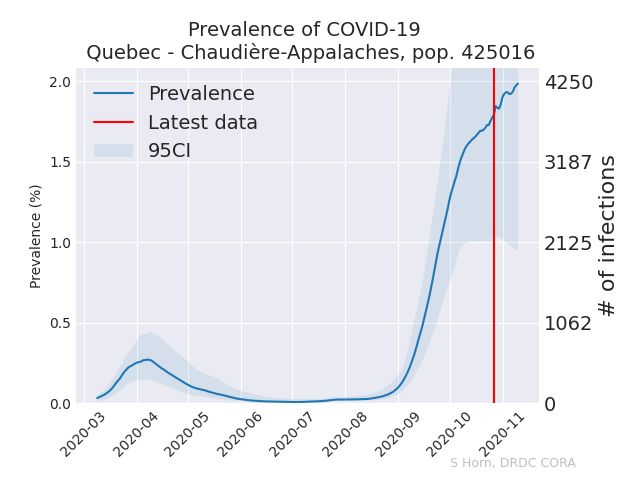 Prevalence of COVID-19
Quebec - Chaudière-Appalaches, pop. 425016
Prevalence
Latest data
95CI
Prevalence (%)
2.0
1.5
1.0
0.5
0.0
4250
3187
2125
1062
0
# of infections
2020-03
2020-04
2020-05
2020-06
2020-07
2020-08
2020-09
2020-10
2020-11
S Horn, DRDC CORA